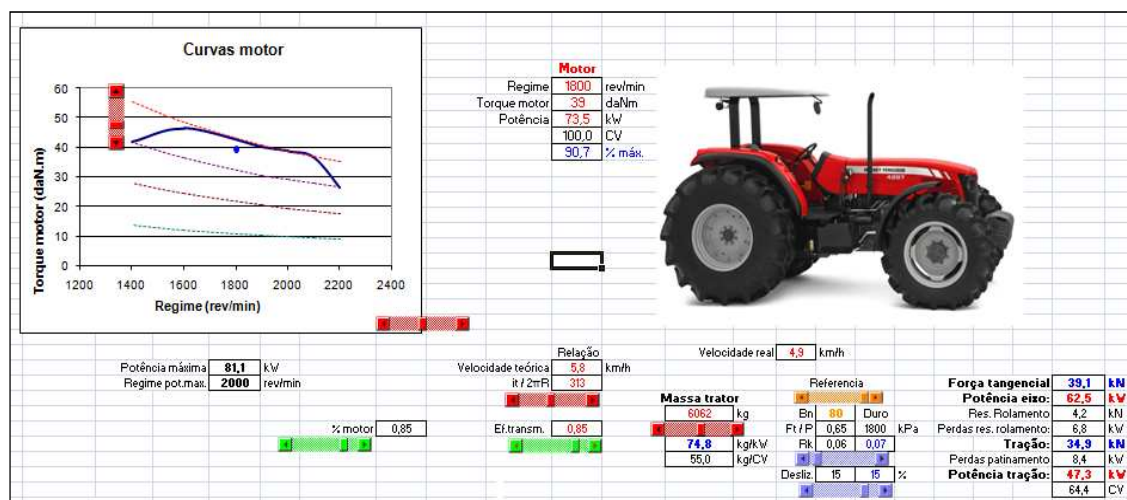 Curvas motor
Torque motor (daN.m)
60
50
40
30
20
10
0
1200 1400 1600 1800 2000 2200 2400
Regime (rev/min)
Motor
Regime 1800 rev/min
Torque motor 39 daNm
Potência 73,5 kW
100,0 CV
90,7 % máx.
Potência máxima 81,1 kW
Regime pot.max. 2000 rev/min
% motor 0,85
Relação
Velocidade teórica 5,8 km/h
it / 2πR 313
Ef.transm. 0,85
Velocidade real 4,9 km/h
Massa trator
6062 kg
74,8 kg/kW
55,0 kg/CV
Referencia
Bn 80 Duro
Ft / P 0,65 1800 kPa
Rk 0,06 0,07
Desliz. 15 15 %
Força tangencial 39,1 kN
Potência eixo: 62,5 kW
Res. Rolamento 4,2 kN
Perdas res. rolamento: 6,8 kW
Tração: 34,9 kN
Perdas patinamento 8,4 kW
Potência tração: 47,3 kW
64,4 CV